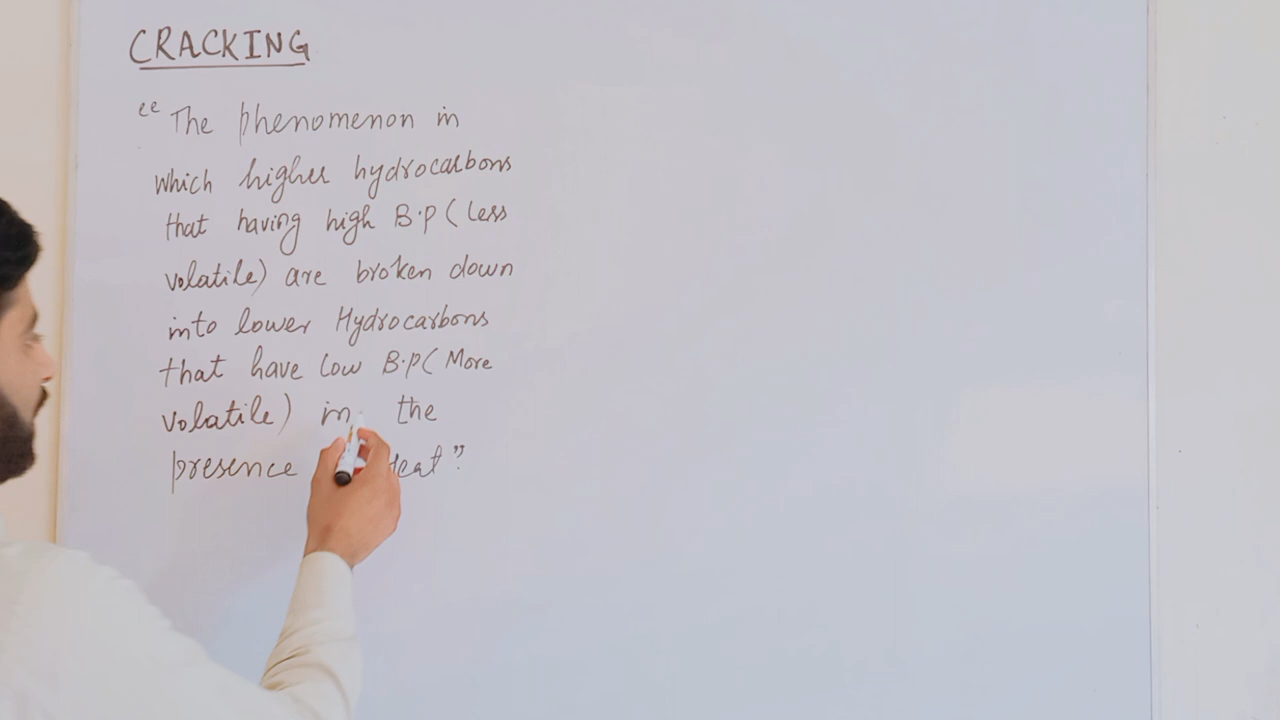 CRACKING
“The phenomenon in
which higher hydrocarbons
that having high B.P (less
volatile) are broken down
into lower Hydrocarbons
that have low B.P (More
volatile) in the
presence eat”